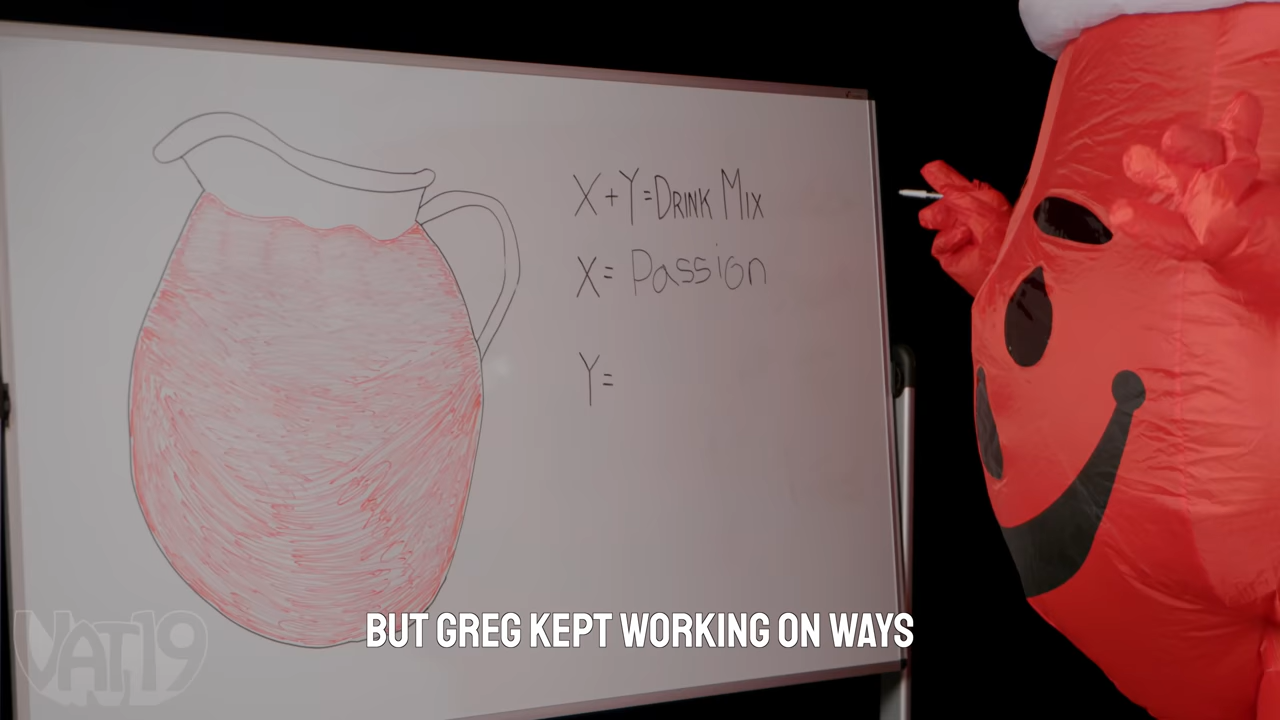 X+Y=DRINK MIX
X= Passion
Y=
BUT GREG KEPT WORKING ON WAYS
VAT19